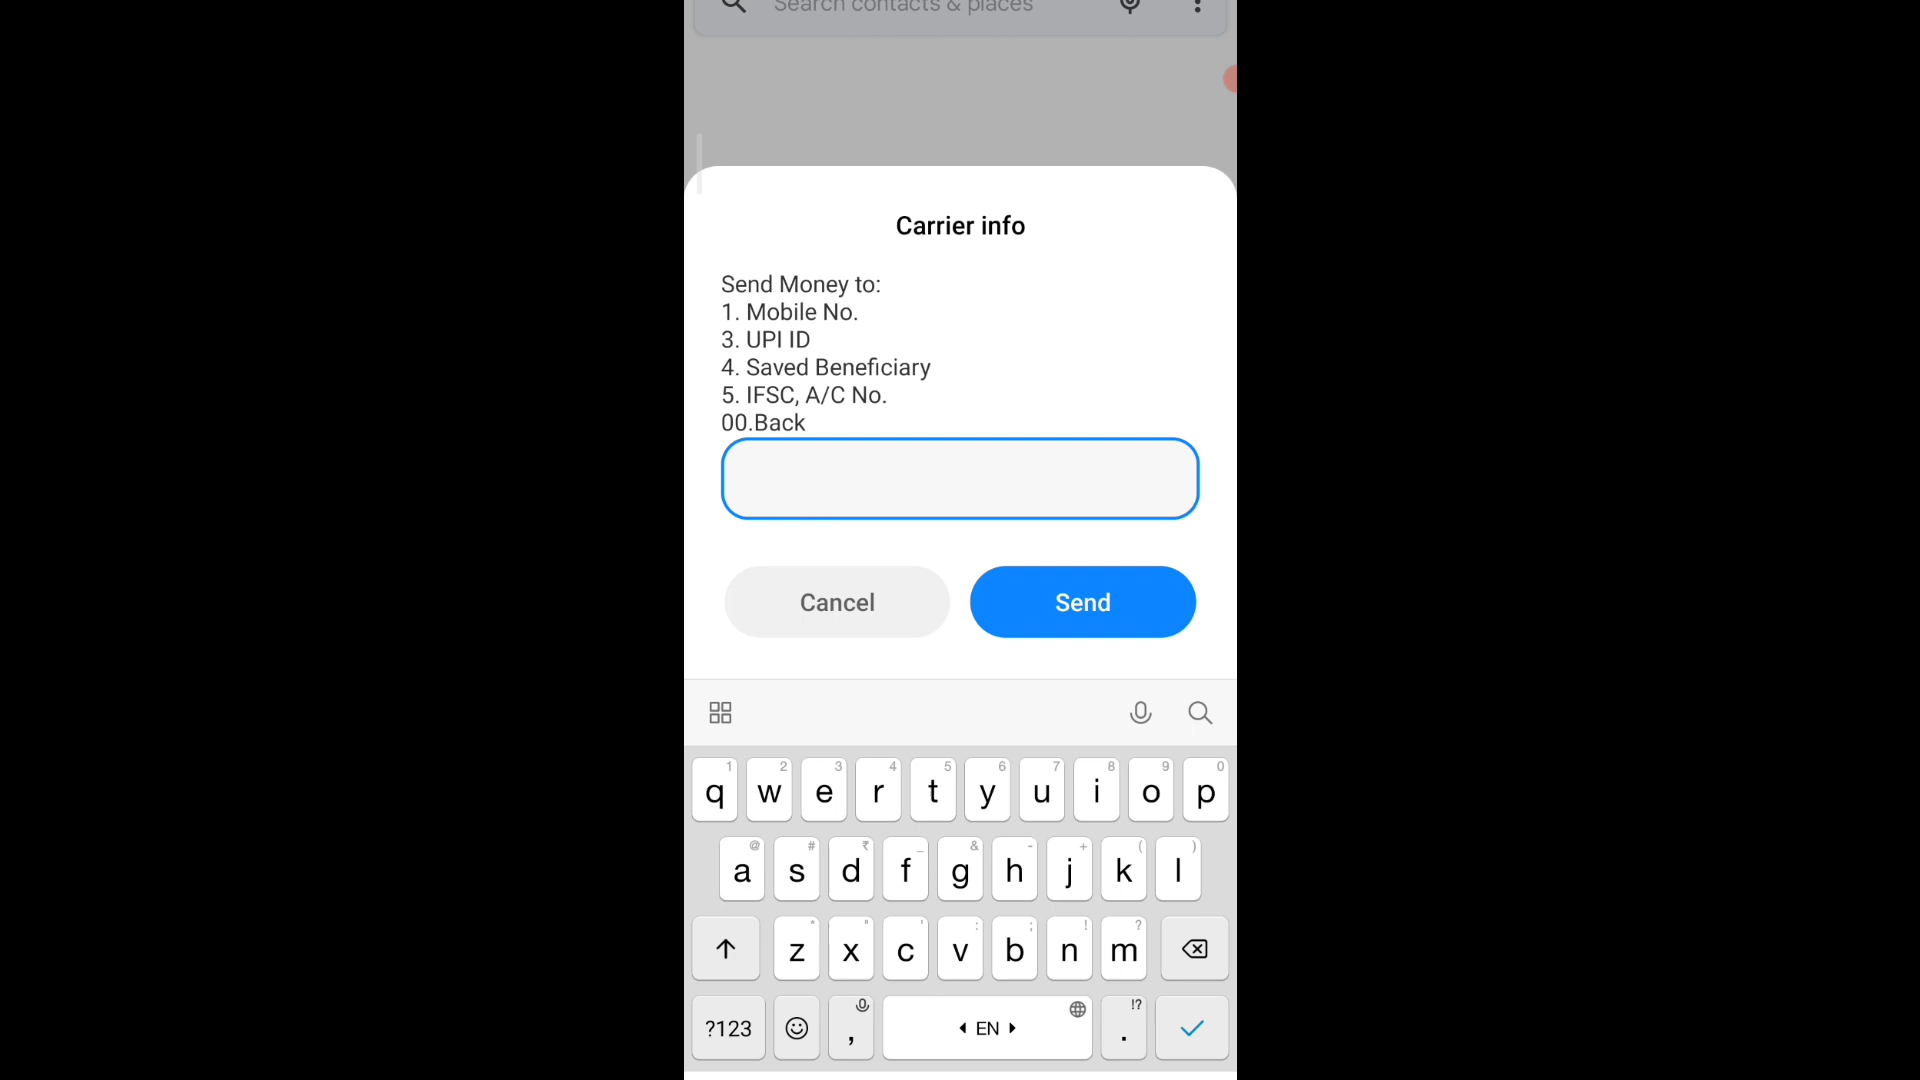 Search contacts & places
Carrier info
Send Money to:
1. Mobile No.
3. UPI ID
4. Saved Beneficiary
5. IFSC, A/C No.
00.Back
Cancel Send
1 2 3 4 5 6 7 8 9 0
q w e r t y u i o p
@ # ₹ _ & - + ( )
a s d f g h j k l
* " ' : ; ! ?
z x c v b n m
!?
?123 , EN .